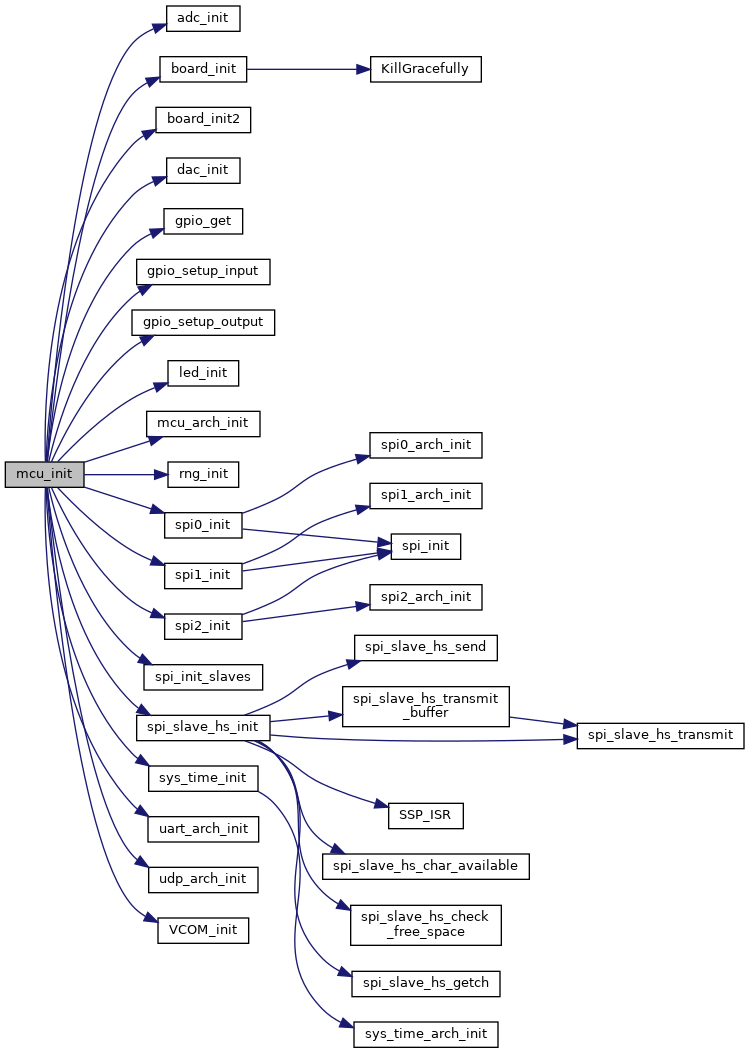 adc_init
board_init
KillGracefully
board_init2
dac_init
gpio_get
gpio_setup_input
gpio_setup_output
led_init
mcu_arch_init
mcu_init
rng_init
spi0_init
spi0_arch_init
spi1_arch_init
spi_init
spi1_init
spi2_arch_init
spi2_init
spi_init_slaves
spi_slave_hs_send
spi_slave_hs_transmit
_buffer
spi_slave_hs_init
spi_slave_hs_transmit
sys_time_init
SSP_ISR
uart_arch_init
spi_slave_hs_char_available
udp_arch_init
spi_slave_hs_check
_free_space
VCOM_init
spi_slave_hs_getch
sys_time_arch_init